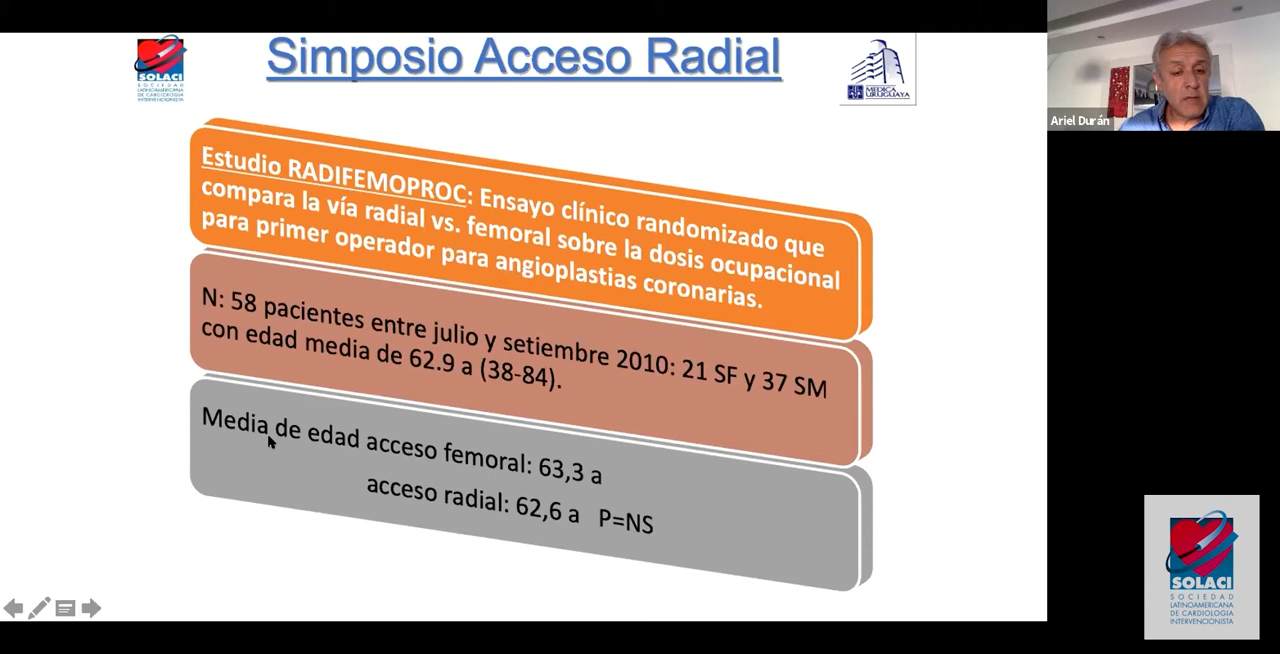 Simposio Acceso Radial
SOLACI
SOCIEDAD
LATINOAMERICANA
DE CARDIOLOGIA
INTERVENCIONISTA
MEDICA
URUGUAYA
Ariel Durán
Estudio RADIFEMOPROC: Ensayo clínico randomizado que
compara la vía radial vs. femoral sobre la dosis ocupacional
para primer operador para angioplastias coronarias.
N: 58 pacientes entre julio y setiembre 2010: 21 SF y 37 SM
con edad media de 62.9 a (38-84).
Media de edad acceso femoral: 63,3 a
acceso radial: 62,6 a P=NS
SOLACI
SOCIEDAD
LATINOAMERICANA
DE CARDIOLOGIA
INTERVENCIONISTA